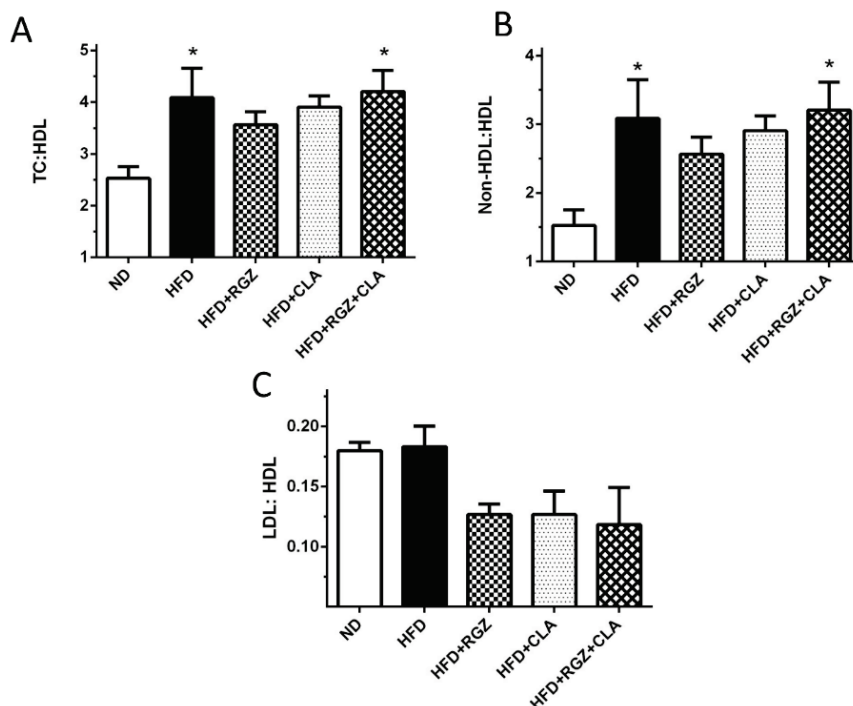 A
TC:HDL
5
4
3
2
1
*
*
ND
HFD
HFD+RGZ
HFD+CLA
HFD+RGZ+CLA
B
Non-HDL:HDL
4
3
2
1
*
*
ND
HFD
HFD+RGZ
HFD+CLA
HFD+RGZ+CLA
C
LDL: HDL
0.20
0.15
0.10
ND
HFD
HFD+RGZ
HFD+CLA
HFD+RGZ+CLA